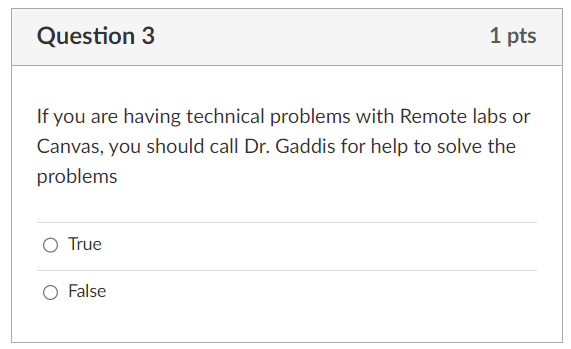 Question 3
1 pts
If you are having technical problems with Remote labs or
Canvas, you should call Dr. Gaddis for help to solve the
problems
True
False